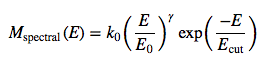 M_spectral (E) = k_0 (E / E_0)^γ exp(−E / E_cut)